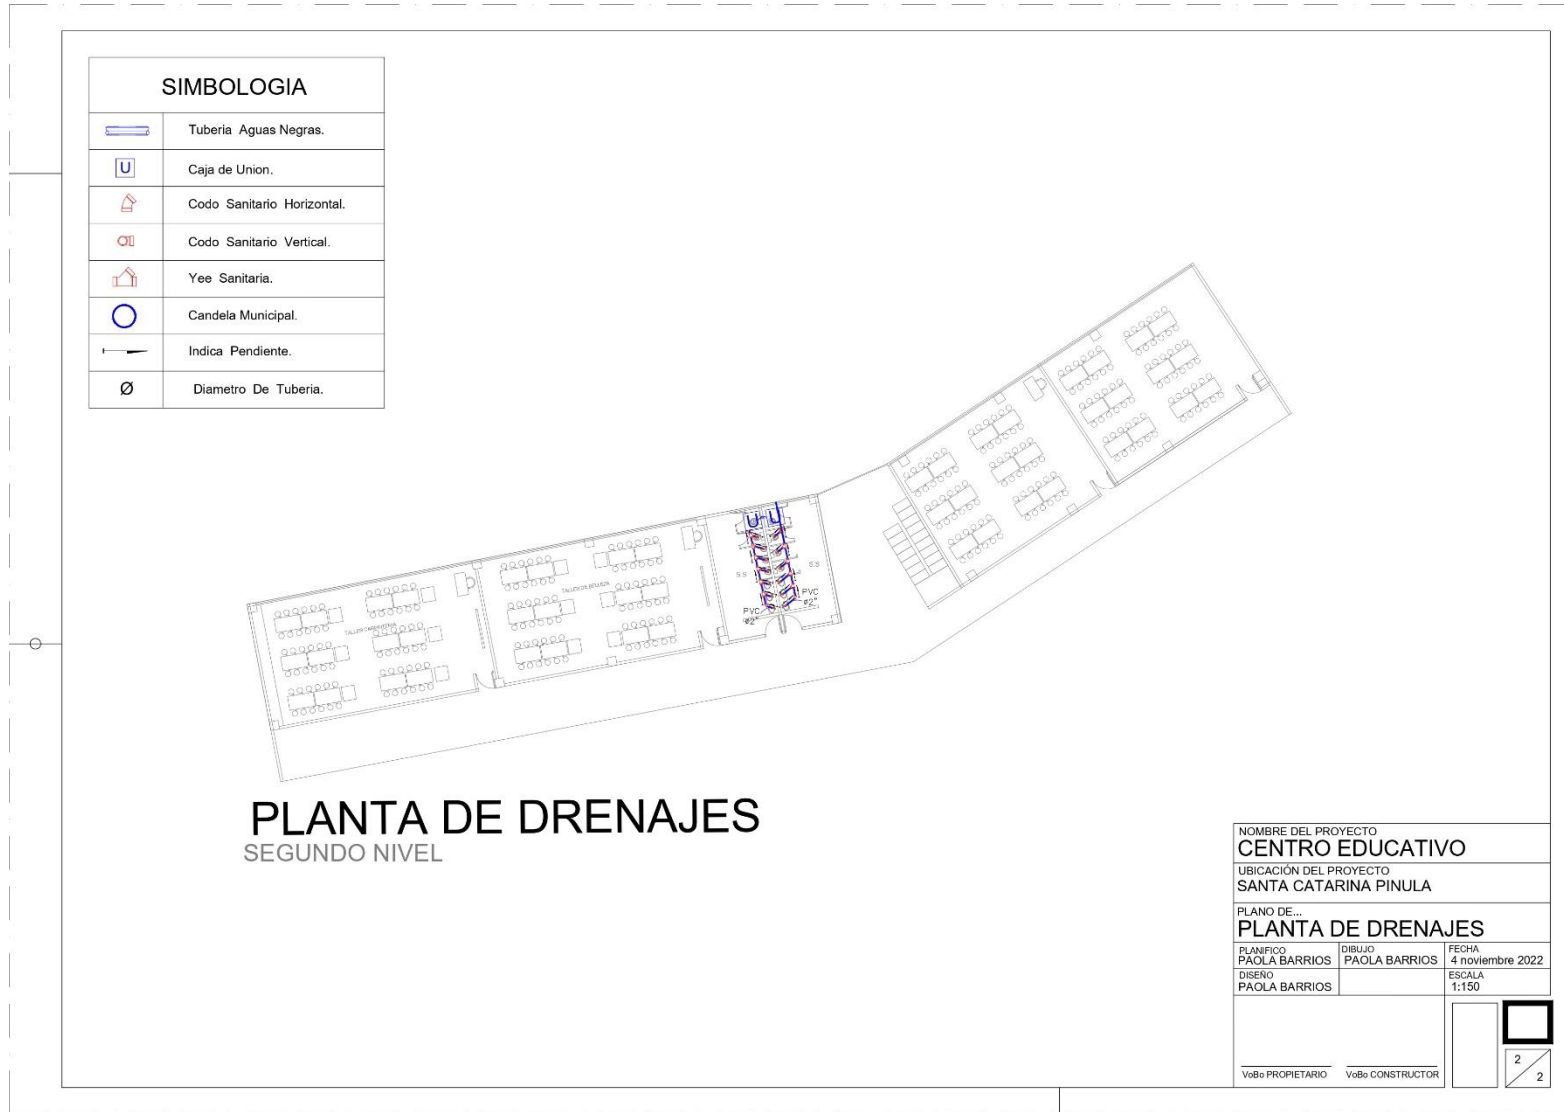 SIMBOLOGIA
Tuberia Aguas Negras.
U
Caja de Union.
Codo Sanitario Horizontal.
Codo Sanitario Vertical.
Yee Sanitaria.
Candela Municipal.
Indica Pendiente.
Ø
Diametro De Tuberia.
U
U
S.S
S.S
PVC
ø2"
PVC
ø2"
PLANTA DE DRENAJES
SEGUNDO NIVEL
NOMBRE DEL PROYECTO
CENTRO EDUCATIVO
UBICACIÓN DEL PROYECTO
SANTA CATARINA PINULA
PLANO DE...
PLANTA DE DRENAJES
PLANIFICO
PAOLA BARRIOS
DIBUJO
PAOLA BARRIOS
FECHA
4 noviembre 2022
DISEÑO
PAOLA BARRIOS
ESCALA
1:150
VoBo PROPIETARIO
VoBo CONSTRUCTOR
2
2